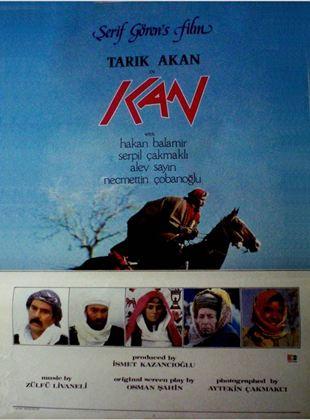 Şerif Gören's film
TARIK AKAN
in
KAN
with
hakan balamir
serpil çakmaklı
alev sayın
necmettin çobanoğlu
produced by
İSMET KAZANCIOĞLU
music by
ZÜLFÜ LİVANELİ
original screen play by
OSMAN ŞAHİN
photographed by
AYTEKİN ÇAKMAKCI